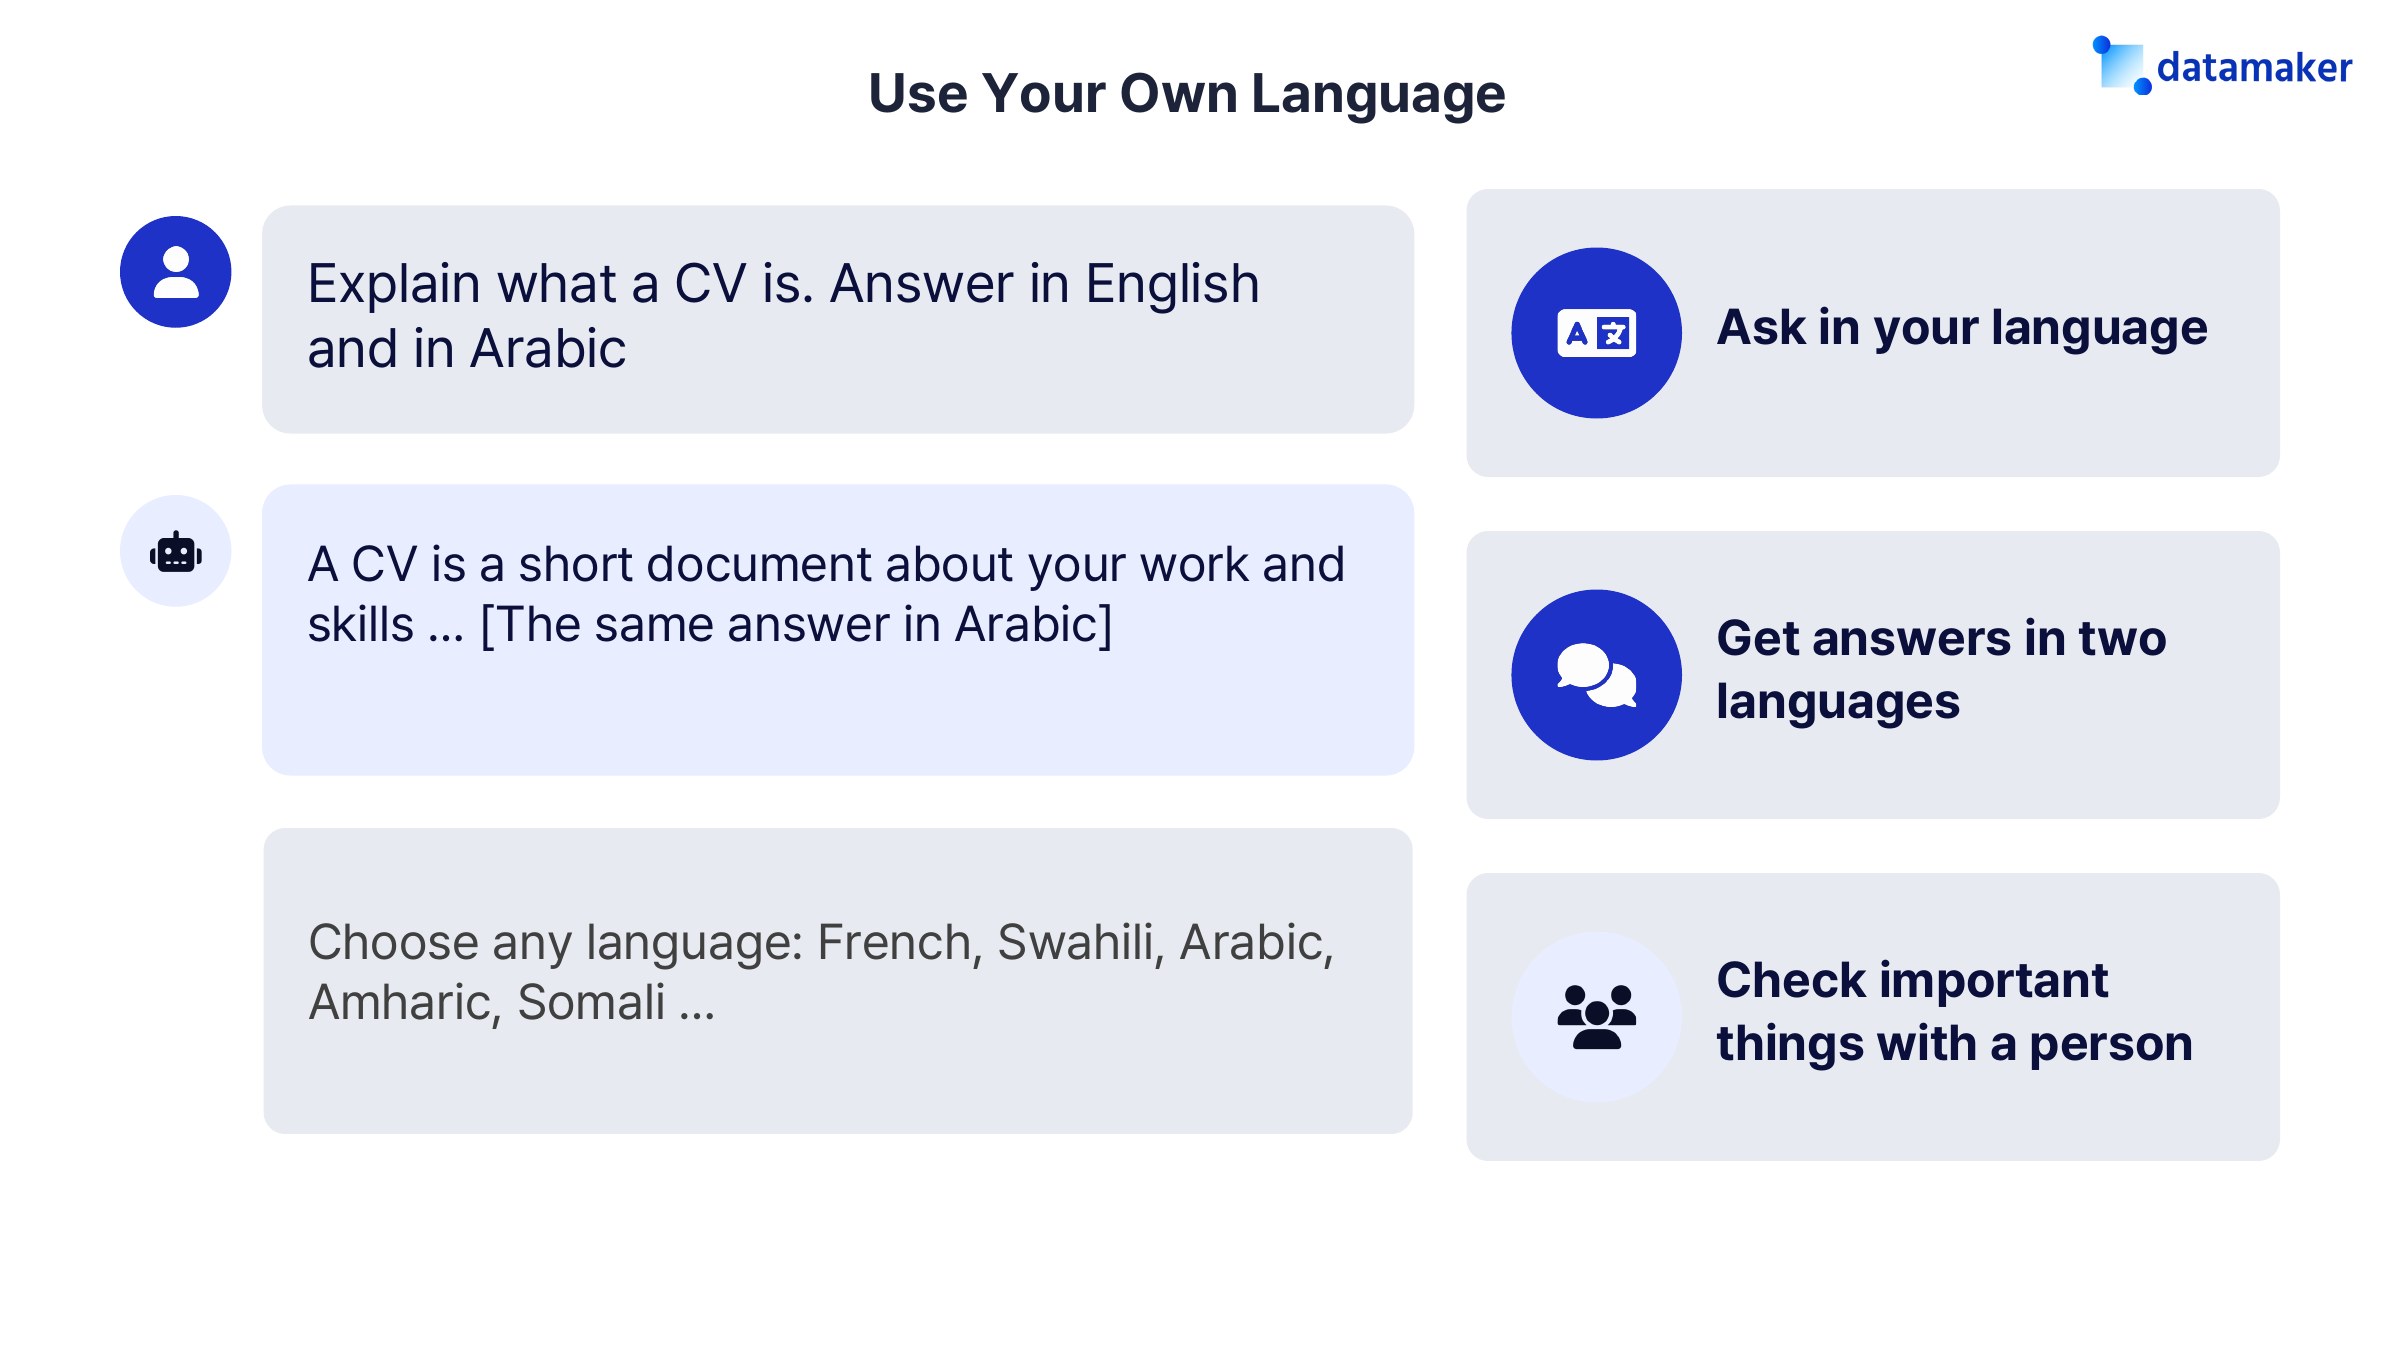 datamaker
Use Your Own Language
Explain what a CV is. Answer in English
and in Arabic
A CV is a short document about your work and
skills ... [The same answer in Arabic]
Choose any language: French, Swahili, Arabic,
Amharic, Somali ...
A 文
Ask in your language
Get answers in two
languages
Check important
things with a person